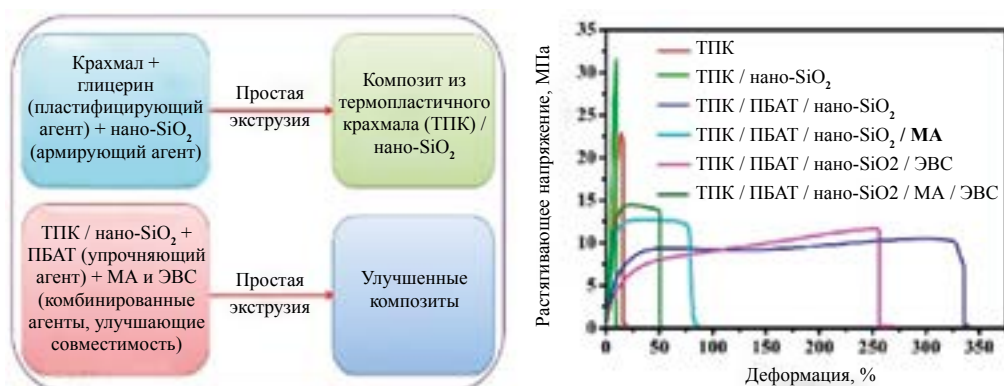 Крахмал +
глицерин
(пластифицирующий
агент) + нано-SiO₂
(армирующий агент)
Простая
экструзия
Композит из
термопластичного
крахмала (ТПК) /
нано-SiO₂
ТПК / нано-SiO₂ +
ПБАТ (упрочняющий
агент) + МА и ЭВС
(комбинированные
агенты, улучшающие
совместимость)
Простая
экструзия
Улучшенные
композиты
Растягивающее напряжение, МПа
35
30
25
20
15
10
5
0
ТПК
ТПК / нано-SiO₂
ТПК / ПБАТ / нано-SiO₂
ТПК / ПБАТ / нано-SiO₂ / МА
ТПК / ПБАТ / нано-SiO2 / ЭВС
ТПК / ПБАТ / нано-SiO2 / МА / ЭВС
0 50 100 150 200 250 300 350
Деформация, %